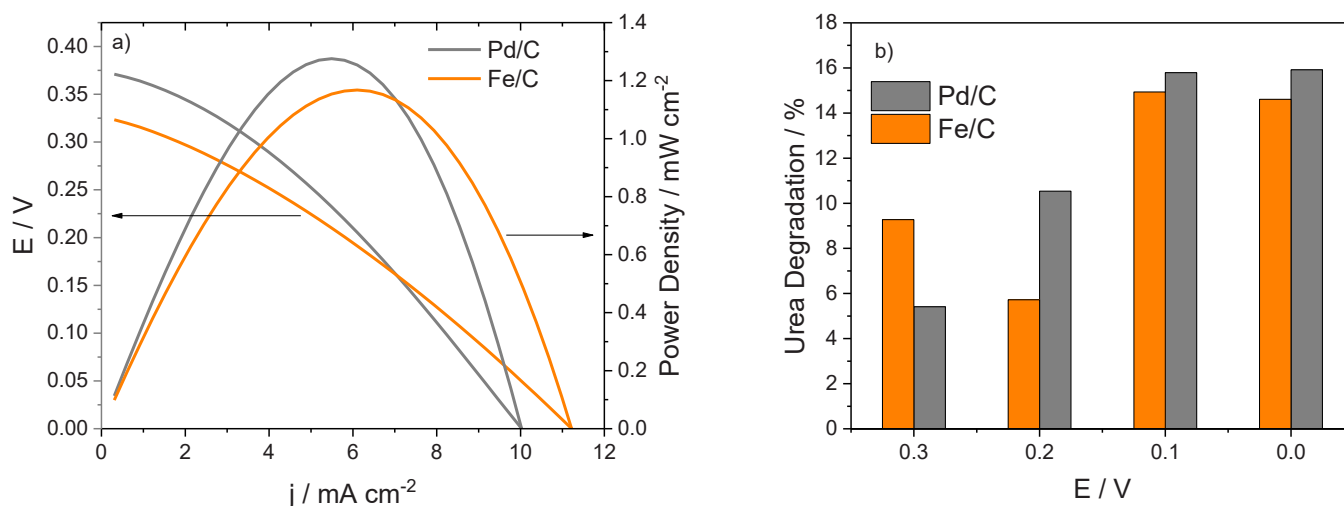 a)
Pd/C
Fe/C
0.40
0.35
0.30
0.25
0.20
0.15
0.10
0.05
0.00
E / V
0 2 4 6 8 10 12
j / mA cm-2
1.4
1.2
1.0
0.8
0.6
0.4
0.2
0.0
Power Density / mW cm-2
b)
Pd/C
Fe/C
18
16
14
12
10
8
6
4
2
0
Urea Degradation / %
0.3 0.2 0.1 0.0
E / V